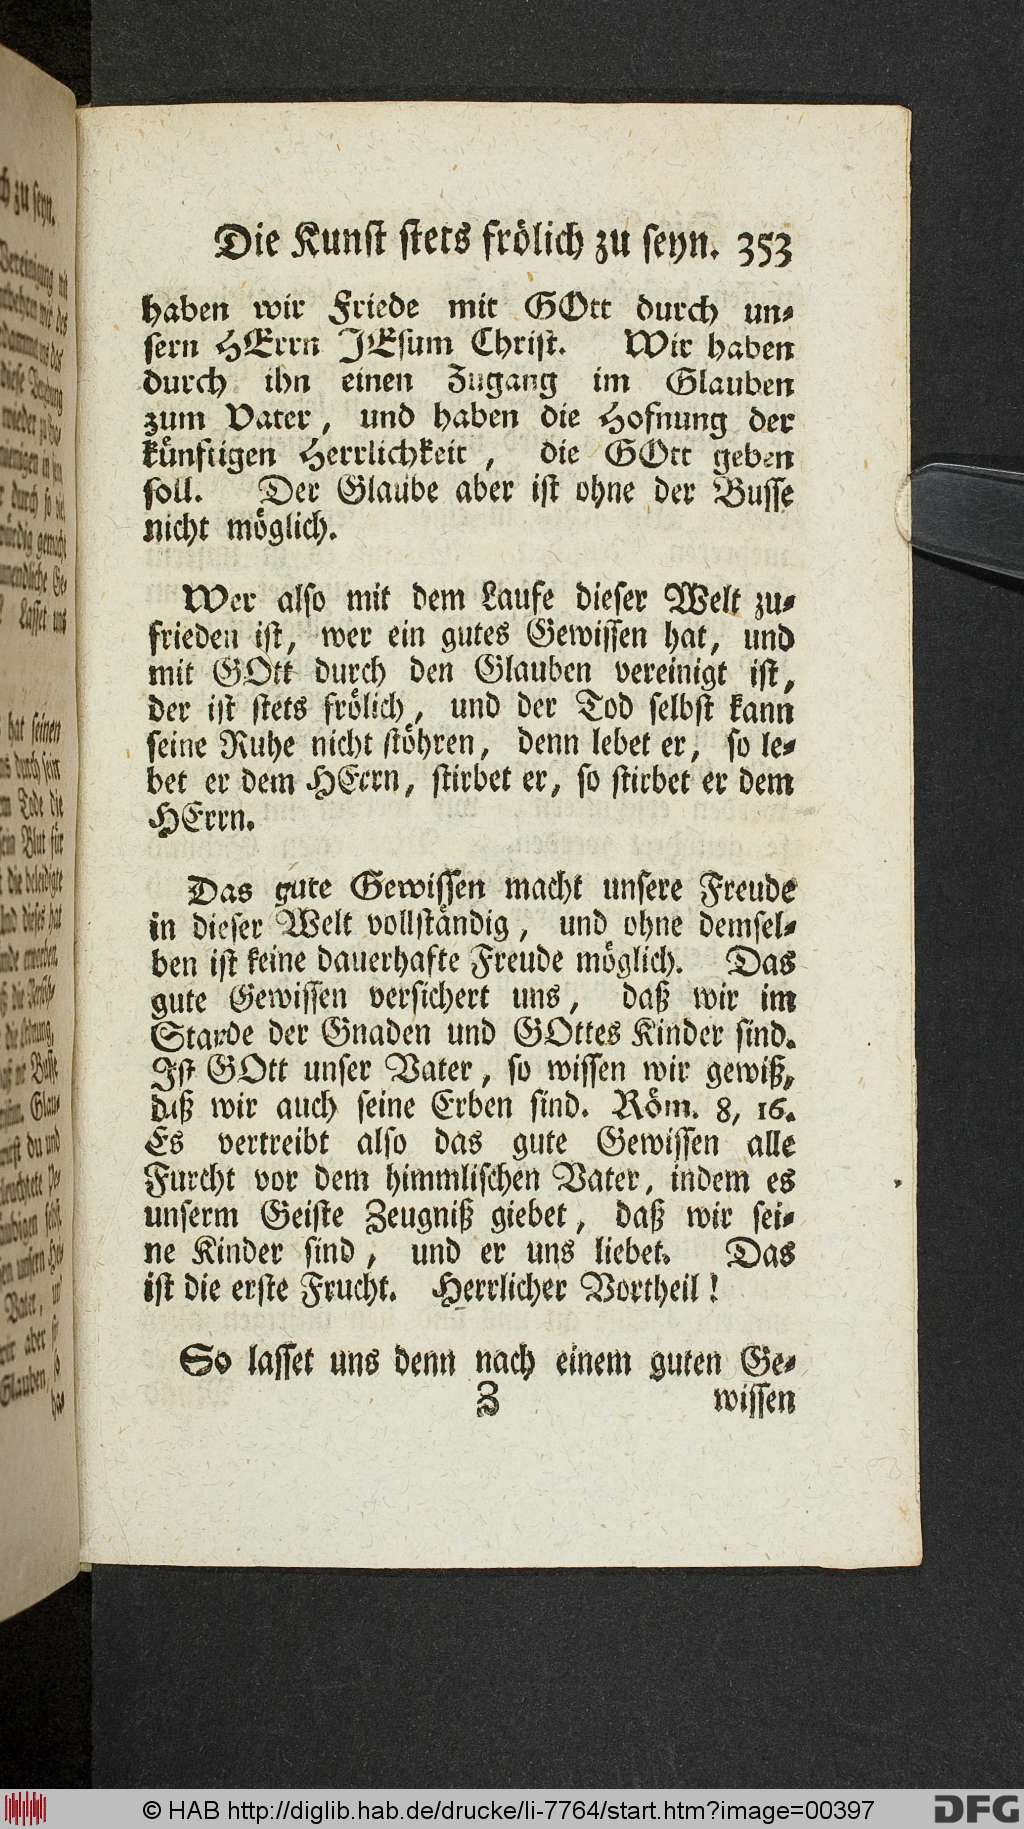 Die Kunst stets frölich zu seyn. 353
haben wir Friede mit GOtt durch un-
sern HErrn JEsum Christ. Wir haben
durch ihn einen Zugang im Glauben
zum Vater, und haben die Hofnung der
künftigen Herrlichkeit, die GOtt geben
soll. Der Glaube aber ist ohne der Busse
nicht möglich.
Wer also mit dem Laufe dieser Welt zu-
frieden ist, wer ein gutes Gewissen hat, und
mit GOtt durch den Glauben vereinigt ist,
der ist stets frölich, und der Tod selbst kann
seine Ruhe nicht stöhren, denn lebet er, so le-
bet er dem HErrn, stirbet er, so stirbet er dem
HErrn.
Das gute Gewissen macht unsere Freude
in dieser Welt vollständig, und ohne demsel-
ben ist keine dauerhafte Freude möglich. Das
gute Gewissen versichert uns, daß wir im
Stande der Gnaden und GOttes Kinder sind.
Ist GOtt unser Vater, so wissen wir gewiß,
daß wir auch seine Erben sind. Röm. 8, 16.
Es vertreibt also das gute Gewissen alle
Furcht vor dem himmlischen Vater, indem es
unserm Geiste Zeugniß giebet, daß wir sei-
ne Kinder sind, und er uns liebet. Das
ist die erste Frucht. Herrlicher Vortheil!
So lasset uns denn nach einem guten Ge-
Z wissen
© HAB http://diglib.hab.de/drucke/li-7764/start.htm?image=00397
DFG